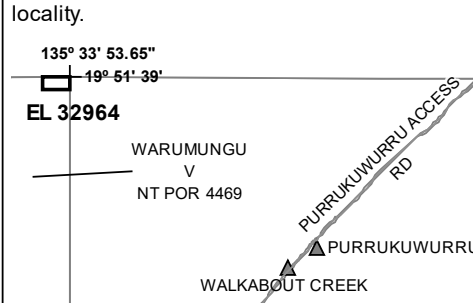 locality.
135º 33' 53.65"
19º 51' 39'
EL 32964
WARUMUNGU
V
NT POR 4469
PURRUKUWURRU ACCESS
RD
PURRUKUWURRU
WALKABOUT CREEK